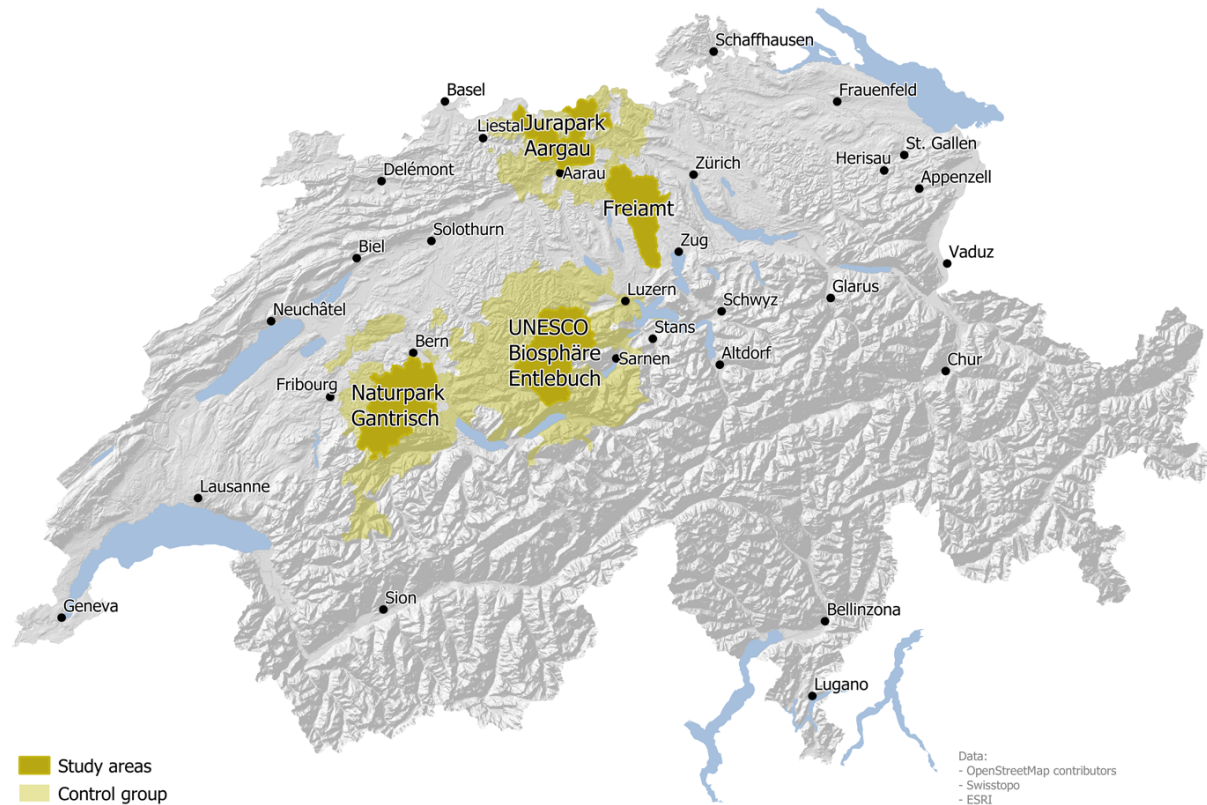 Schaffhausen
Basel
Frauenfeld
Liestal
Jurapark
Aargau
St. Gallen
Herisau
Zürich
Delémont
Aarau
Appenzell
Freiamt
Solothurn
Zug
Biel
Vaduz
Luzern
Glarus
Schwyz
Neuchâtel
UNESCO
Biosphäre
Entlebuch
Stans
Bern
Sarnen
Altdorf
Chur
Fribourg
Naturpark
Gantrisch
Lausanne
Sion
Geneva
Bellinzona
Lugano
Study areas
Control group
Data:
- OpenStreetMap contributors
- Swisstopo
- ESRI